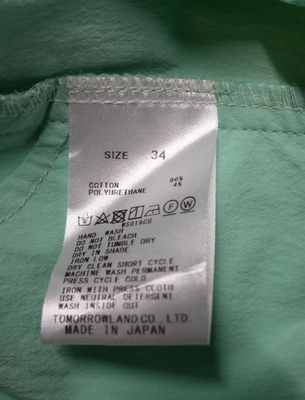 SIZE 34
COTTON 96%
POLYURETHANE 4%
HAND WASH
DO NOT BLEACH
DO NOT TUMBLE DRY
DRY IN SHADE
IRON LOW
DRY CLEAN SHORT CYCLE
MACHINE WASH PERMANENT
PRESS CYCLE COLD
IRON WITH PRESS CLOTH
USE NEUTRAL DETERGENT
WASH INSIDE OUT
TOMORROWLAND CO., LTD.
MADE IN JAPAN